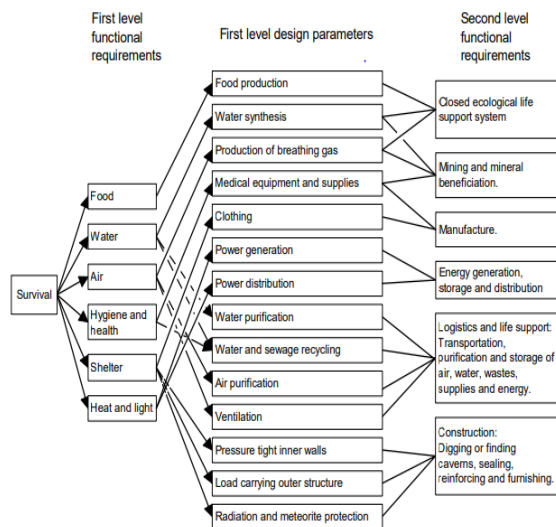 First level
functional
requirements
First level design parameters
Second level
functional
requirements
Survival
Food
Water
Air
Hygiene and
health
Shelter
Heat and light
Food production
Water synthesis
Production of breathing gas
Medical equipment and supplies
Clothing
Power generation
Power distribution
Water purification
Water and sewage recycling
Air purification
Ventilation
Pressure tight inner walls
Load carrying outer structure
Radiation and meteorite protection
Closed ecological life
support system
Mining and mineral
beneficiation.
Manufacture.
Energy generation,
storage and distribution
Logistics and life support:
Transportation,
purification and storage of
air, water, wastes,
supplies and energy.
Construction:
Digging or finding
caverns, sealing,
reinforcing and furnishing.